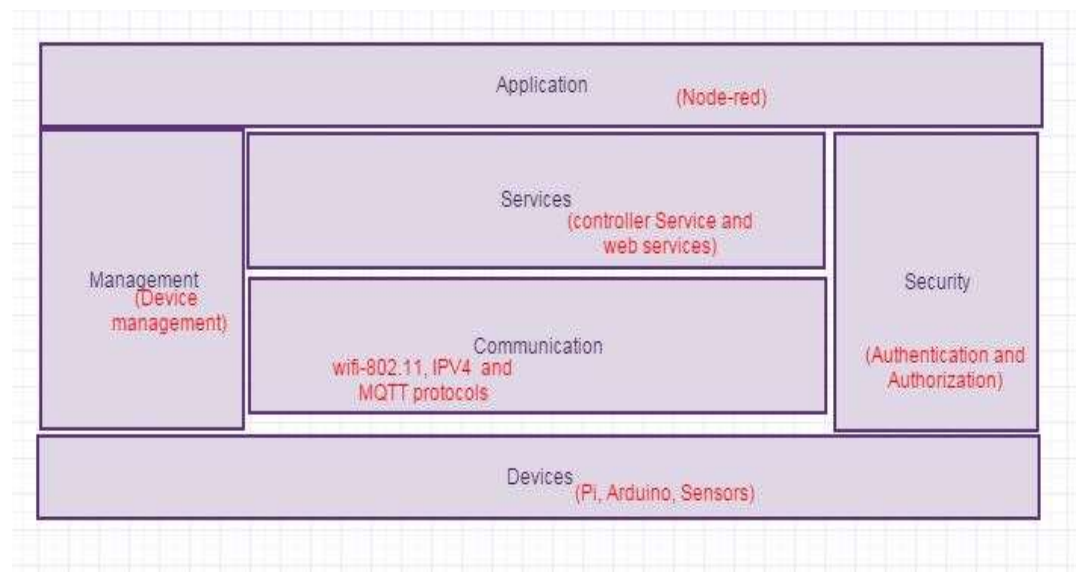 Application
(Node-red)
Services
(controller Service and
web services)
Management
(Device
management)
Security
(Authentication and
Authorization)
Communication
wifi-802.11, IPV4 and
MQTT protocols
Devices
(Pi, Arduino, Sensors)